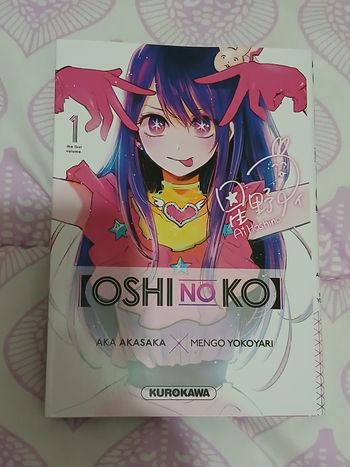 1
the first
volume.
星野アイ
Ai Hoshino
【OSHI NO KO】
AKA AKASAKA × MENGO YOKOYARI
KUROKAWA